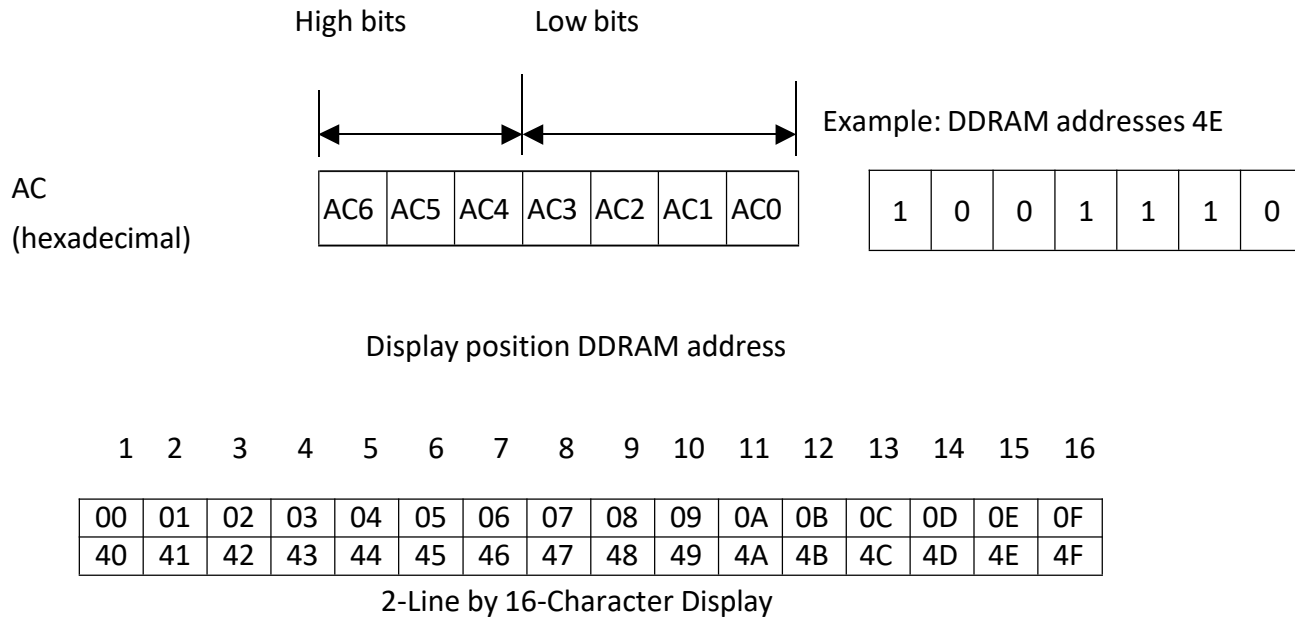 High bits Low bits
Example: DDRAM addresses 4E
AC
(hexadecimal)
AC6 AC5 AC4 AC3 AC2 AC1 AC0 1 0 0 1 1 1 0
Display position DDRAM address
1 2 3 4 5 6 7 8 9 10 11 12 13 14 15 16
00 01 02 03 04 05 06 07 08 09 0A 0B 0C 0D 0E 0F
40 41 42 43 44 45 46 47 48 49 4A 4B 4C 4D 4E 4F
2-Line by 16-Character Display